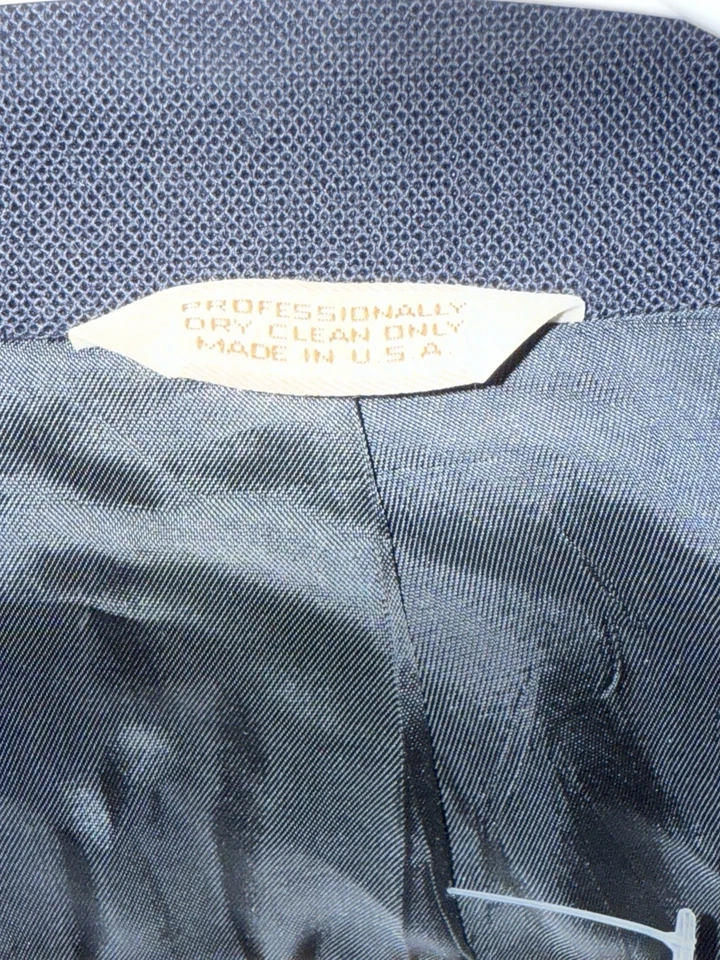 PROFESSIONALLY
DRY CLEAN ONLY
MADE IN U.S.A.